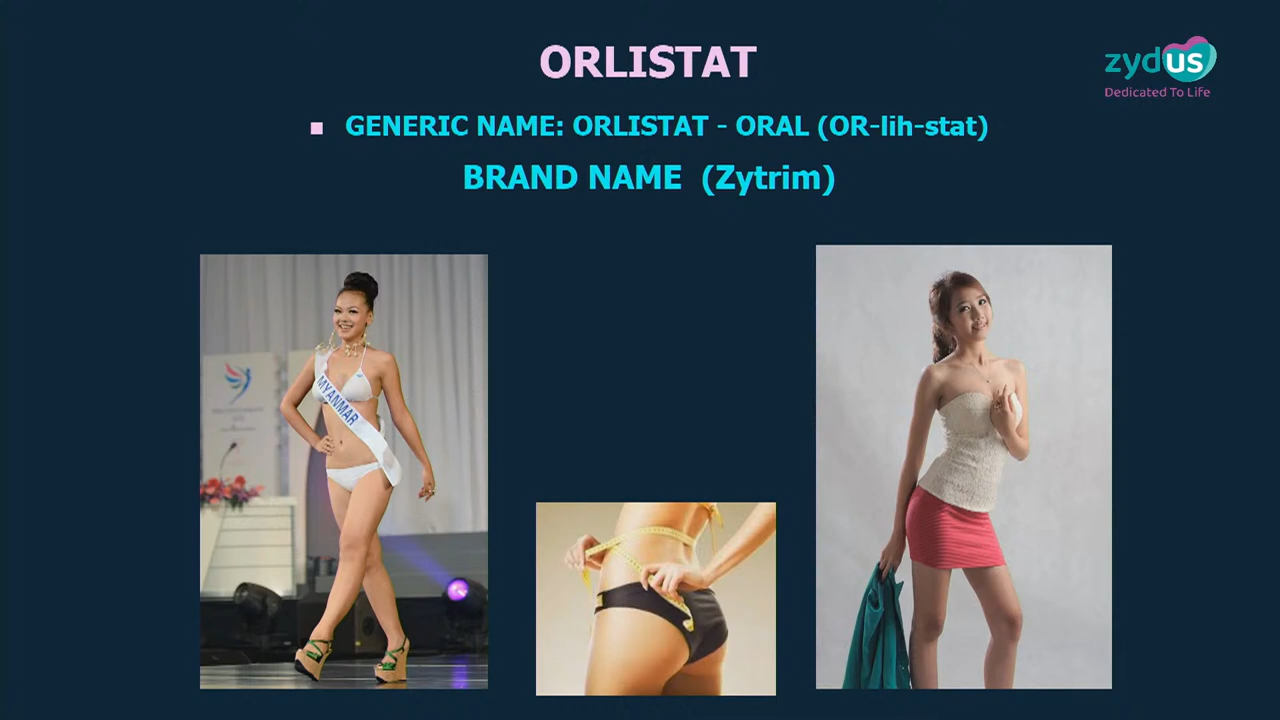 ORLISTAT
zydus
Dedicated To Life
▪ GENERIC NAME: ORLISTAT - ORAL (OR-lih-stat)
BRAND NAME (Zytrim)
MYANMAR